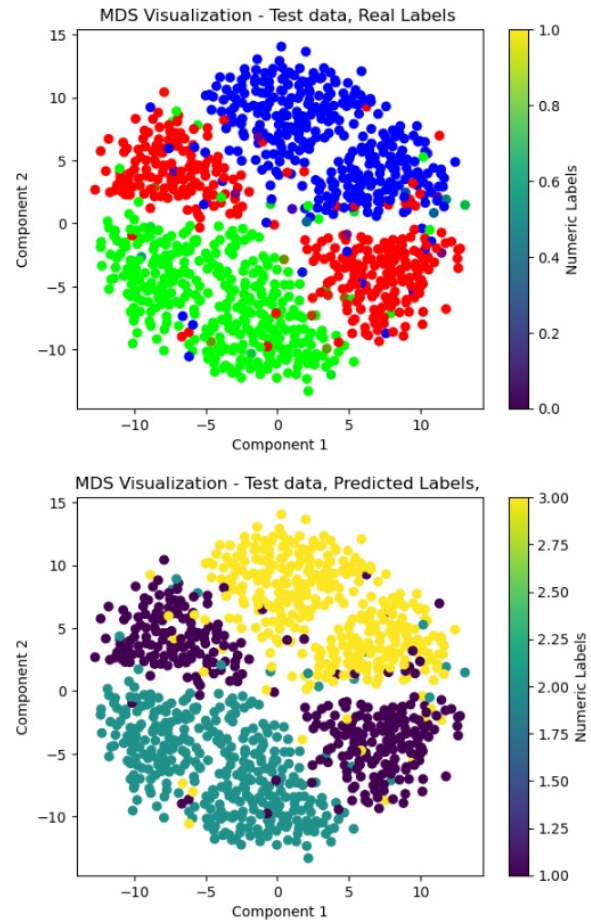 MDS Visualization - Test data, Real Labels
15
10
5
0
−5
−10
Component 2
−10 −5 0 5 10
Component 1
1.0
0.8
0.6
0.4
0.2
0.0
Numeric Labels
MDS Visualization - Test data, Predicted Labels,
15
10
5
0
−5
−10
Component 2
−10 −5 0 5 10
Component 1
3.00
2.75
2.50
2.25
2.00
1.75
1.50
1.25
1.00
Numeric Labels